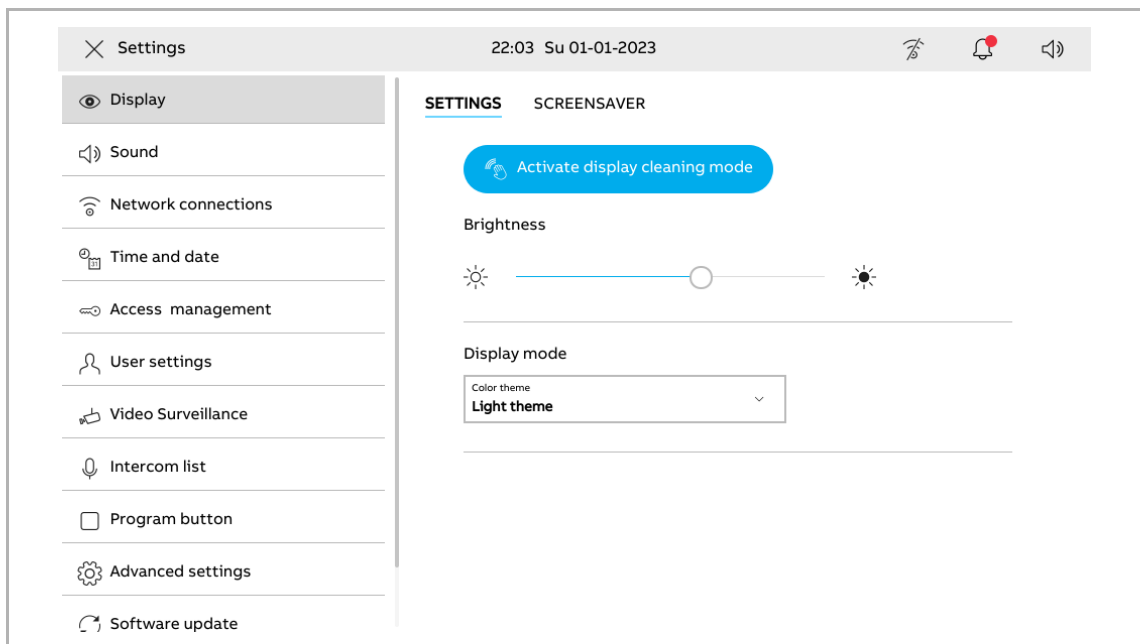 Settings
22:03 Su 01-01-2023
Display
Sound
Network connections
Time and date
31
Access management
User settings
Video Surveillance
Intercom list
Program button
Advanced settings
Software update
SETTINGS SCREENSAVER
Activate display cleaning mode
Brightness
Display mode
Color theme
Light theme